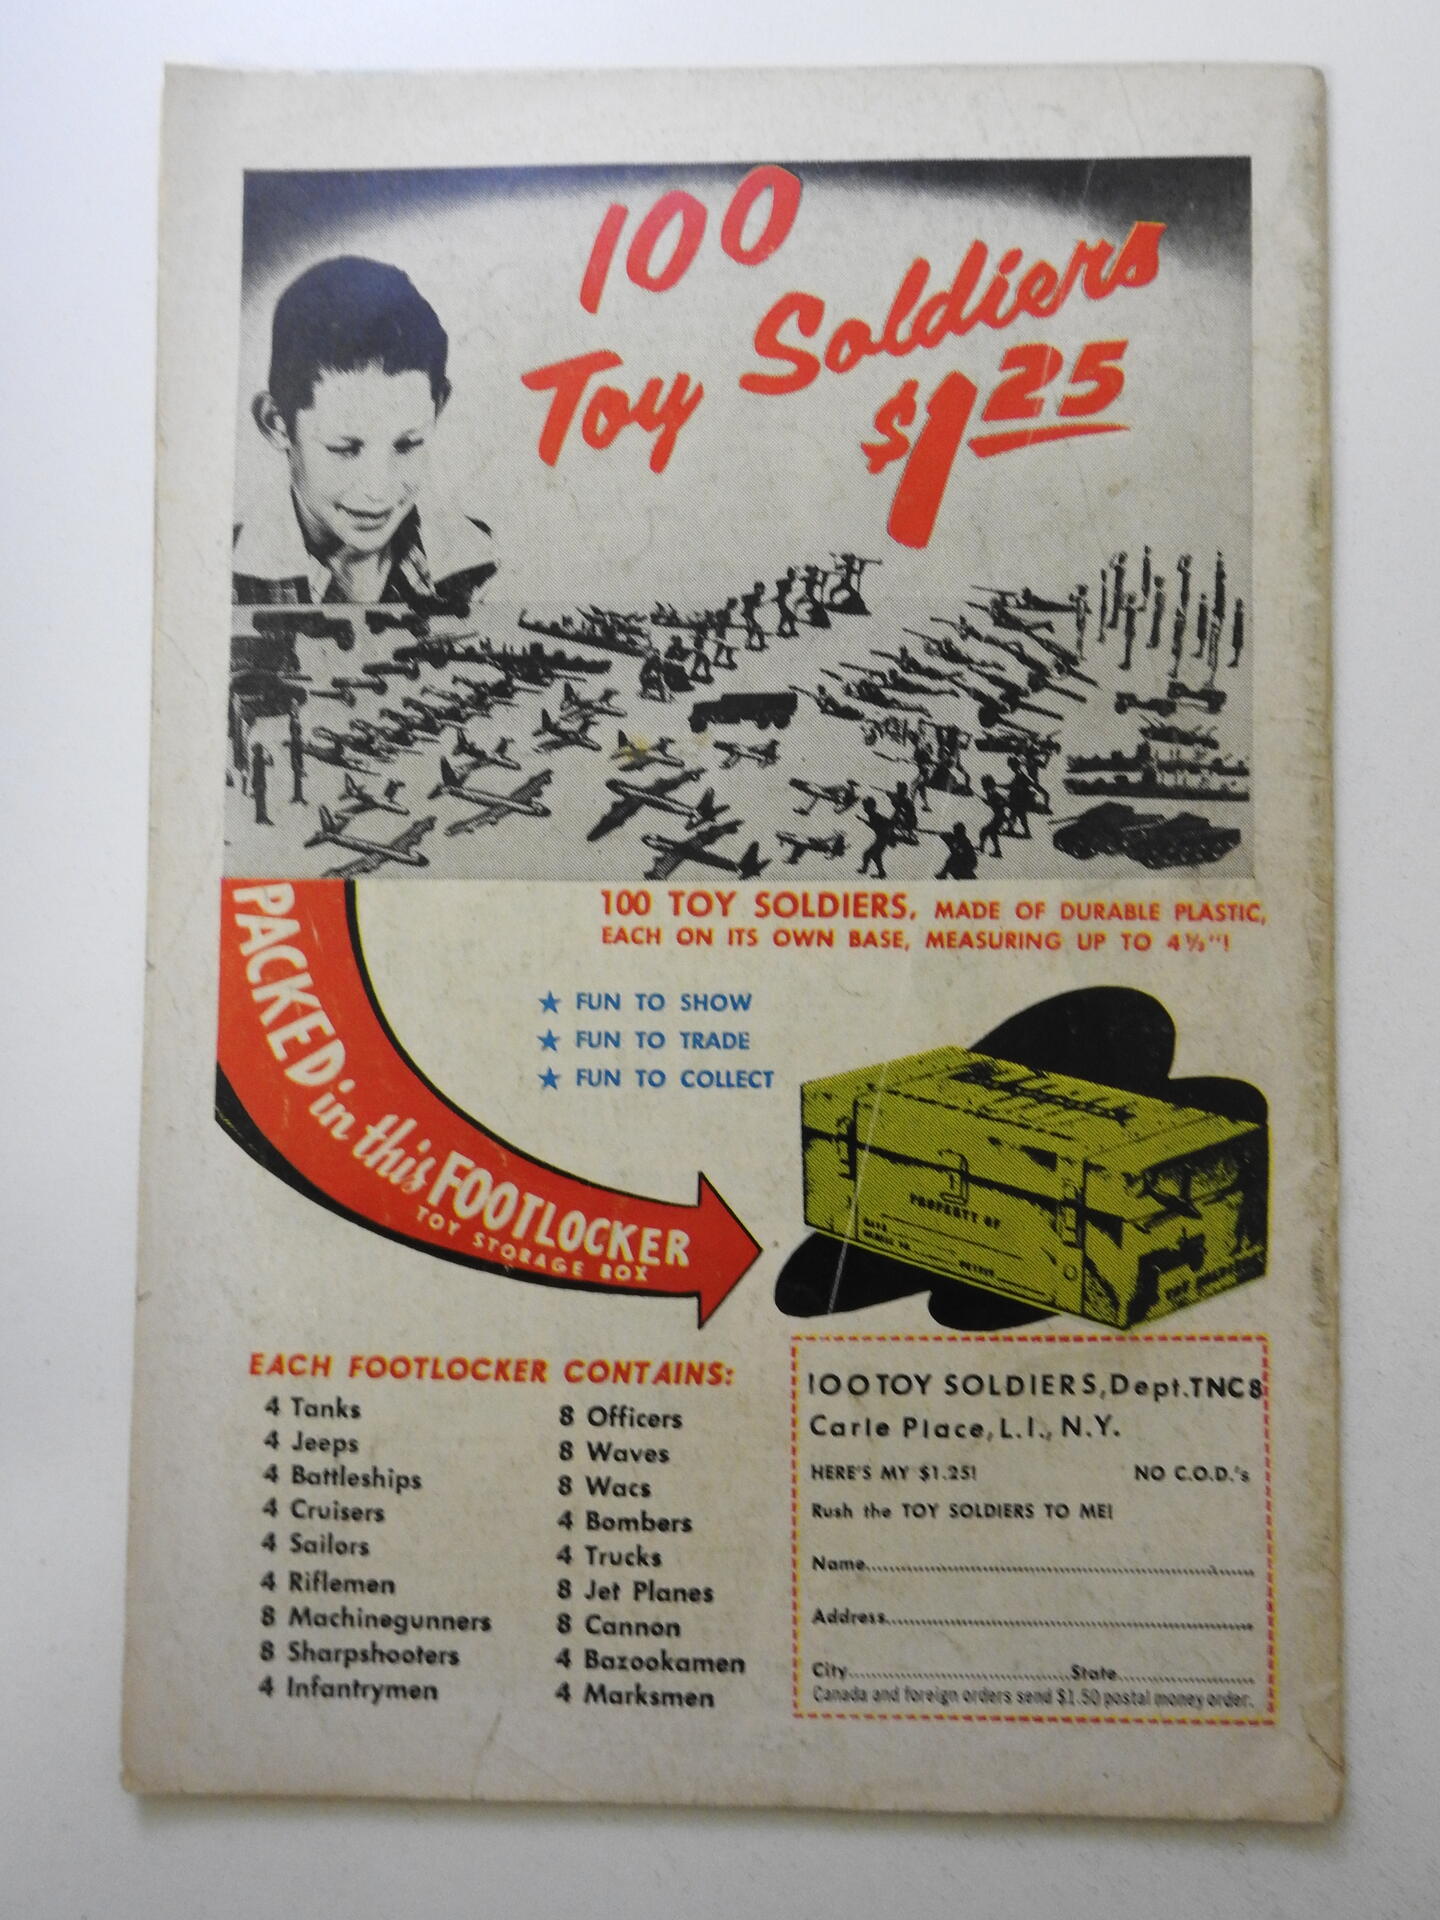 100
Toy Soldiers
$1.25
100 TOY SOLDIERS, MADE OF DURABLE PLASTIC,
EACH ON ITS OWN BASE, MEASURING UP TO 4½"!
★ FUN TO SHOW
★ FUN TO TRADE
★ FUN TO COLLECT
PACKED in this FOOTLOCKER
TOY STORAGE BOX
PROPERTY OF
EACH FOOTLOCKER CONTAINS:
4 Tanks
4 Jeeps
4 Battleships
4 Cruisers
4 Sailors
4 Riflemen
8 Machinegunners
8 Sharpshooters
4 Infantrymen
8 Officers
8 Waves
8 Wacs
4 Bombers
4 Trucks
8 Jet Planes
8 Cannon
4 Bazookamen
4 Marksmen
100 TOY SOLDIERS, Dept. TNC8
Carle Place, L.I., N.Y.
HERE'S MY $1.25! NO C.O.D.'s
Rush the TOY SOLDIERS TO ME!
Name
Address
City State
Canada and foreign orders send $1.50 postal money order.